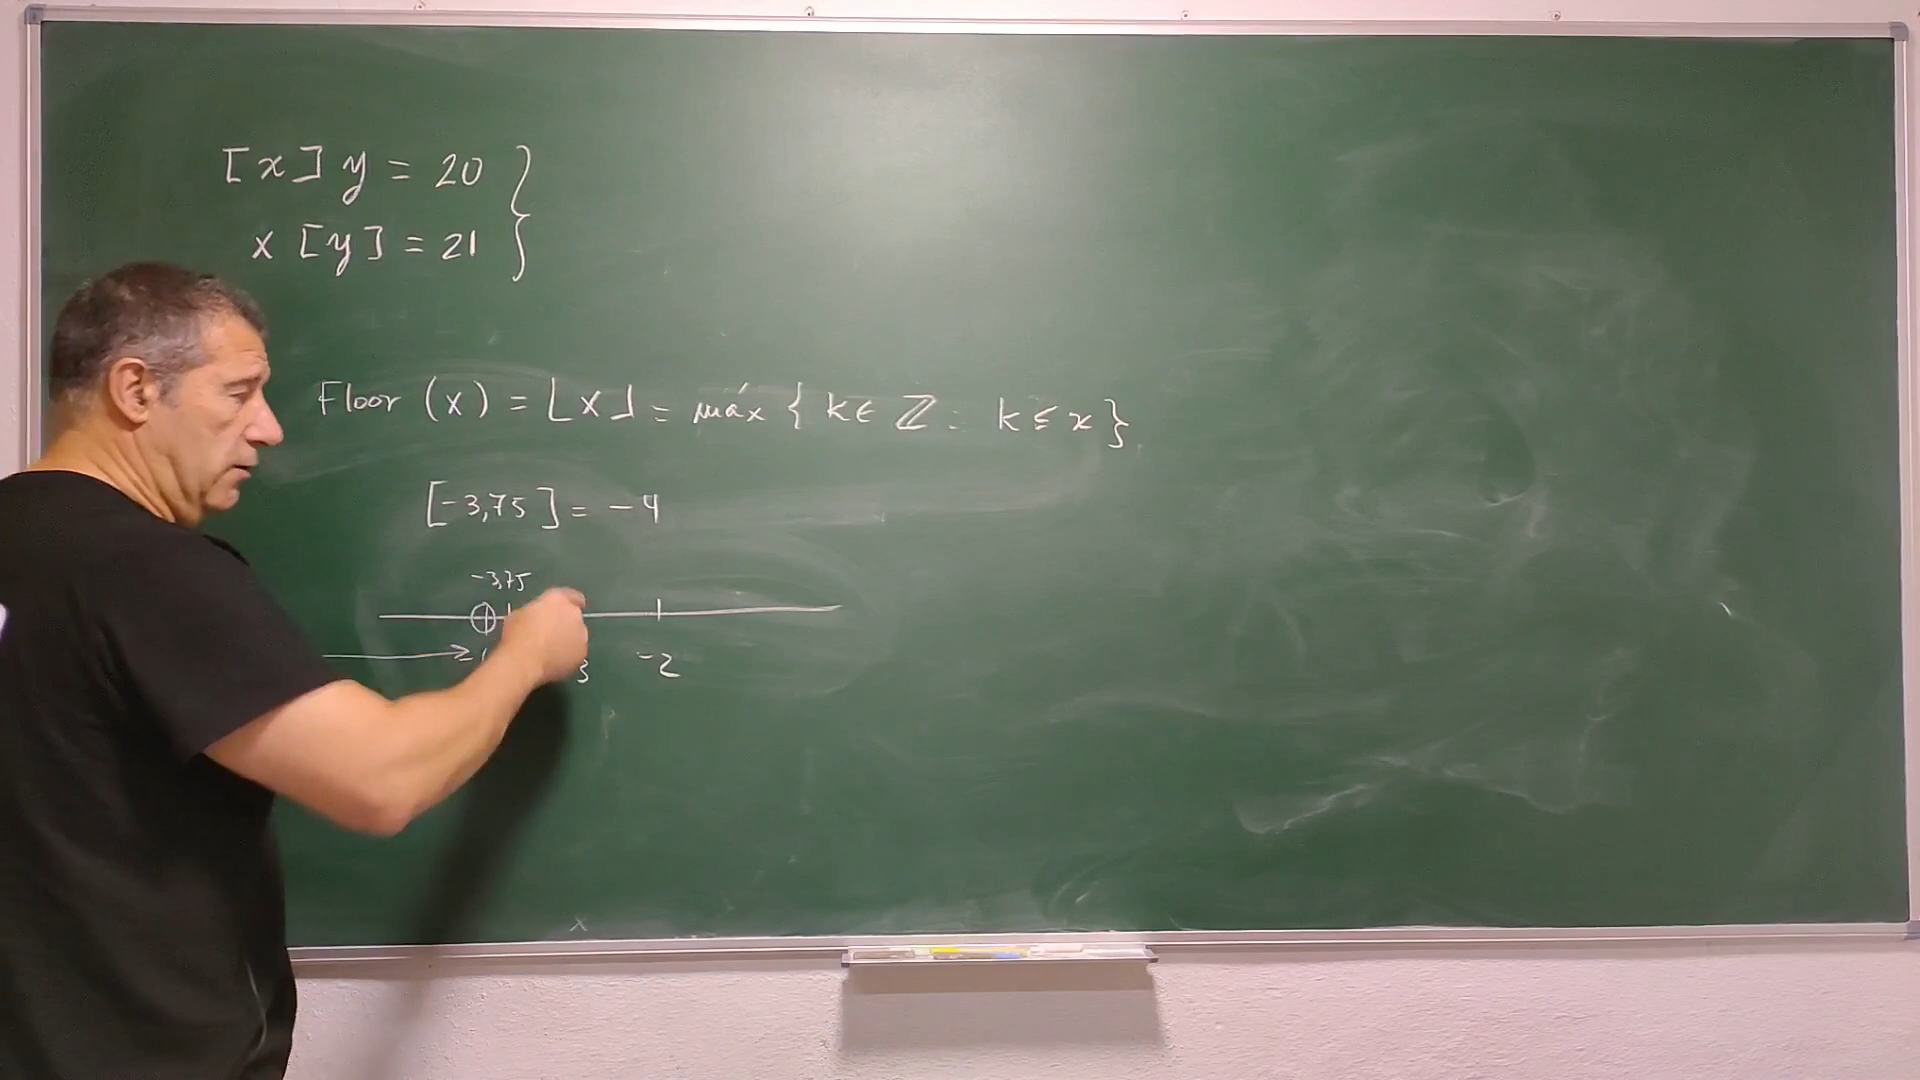 [x] y = 20
x [y] = 21
Floor (x) = ⌊x⌋ = máx { k ∈ ℤ : k ≤ x }
[-3,75] = -4
-3,75
3 -2